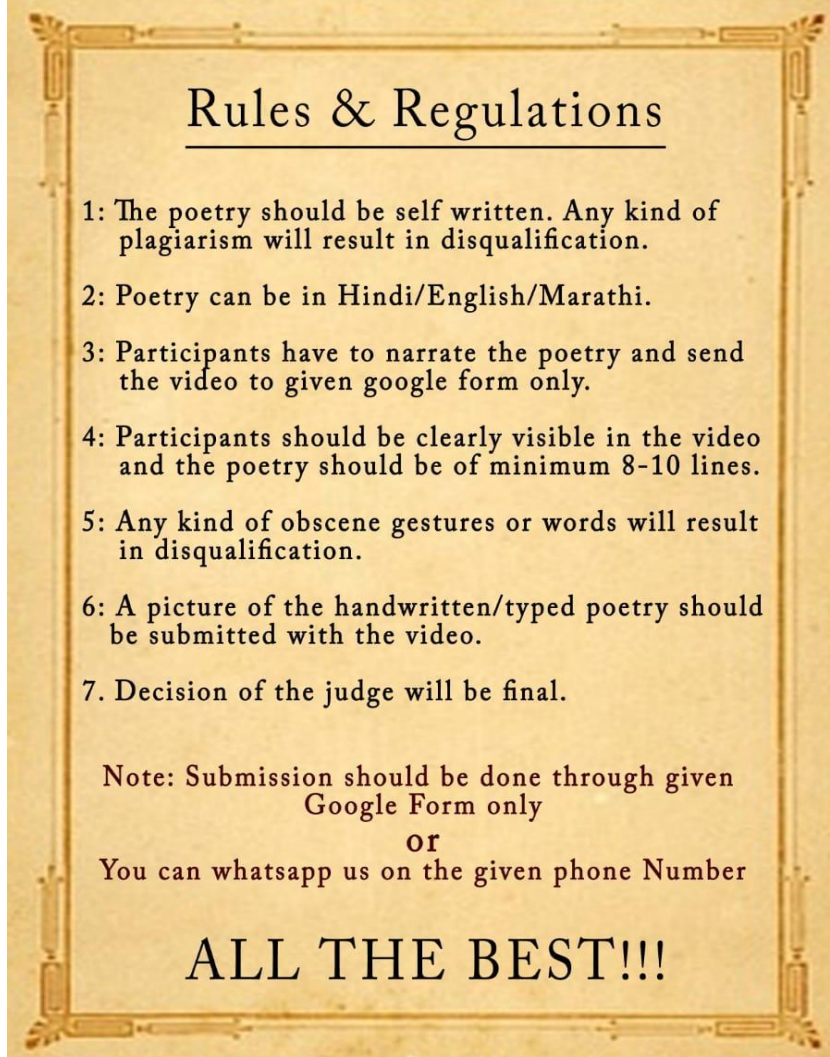 Rules & Regulations
1: The poetry should be self written. Any kind of
plagiarism will result in disqualification.
2: Poetry can be in Hindi/English/Marathi.
3: Participants have to narrate the poetry and send
the video to given google form only.
4: Participants should be clearly visible in the video
and the poetry should be of minimum 8-10 lines.
5: Any kind of obscene gestures or words will result
in disqualification.
6: A picture of the handwritten/typed poetry should
be submitted with the video.
7. Decision of the judge will be final.
Note: Submission should be done through given
Google Form only
or
You can whatsapp us on the given phone Number
ALL THE BEST!!!